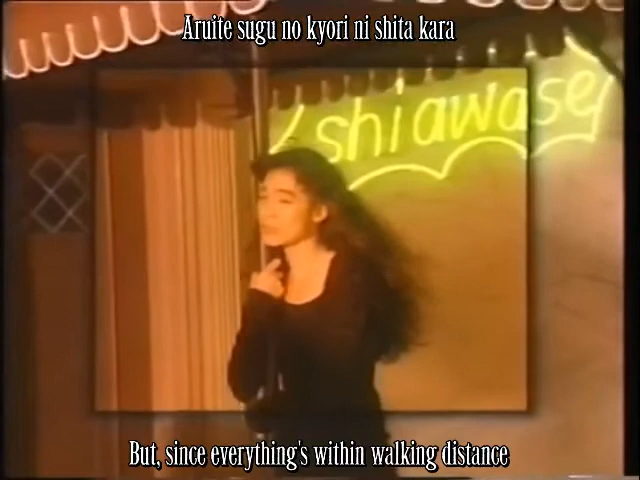 Aruite sugu no kyori ni shita kara
shiawase
But, since everything's within walking distance